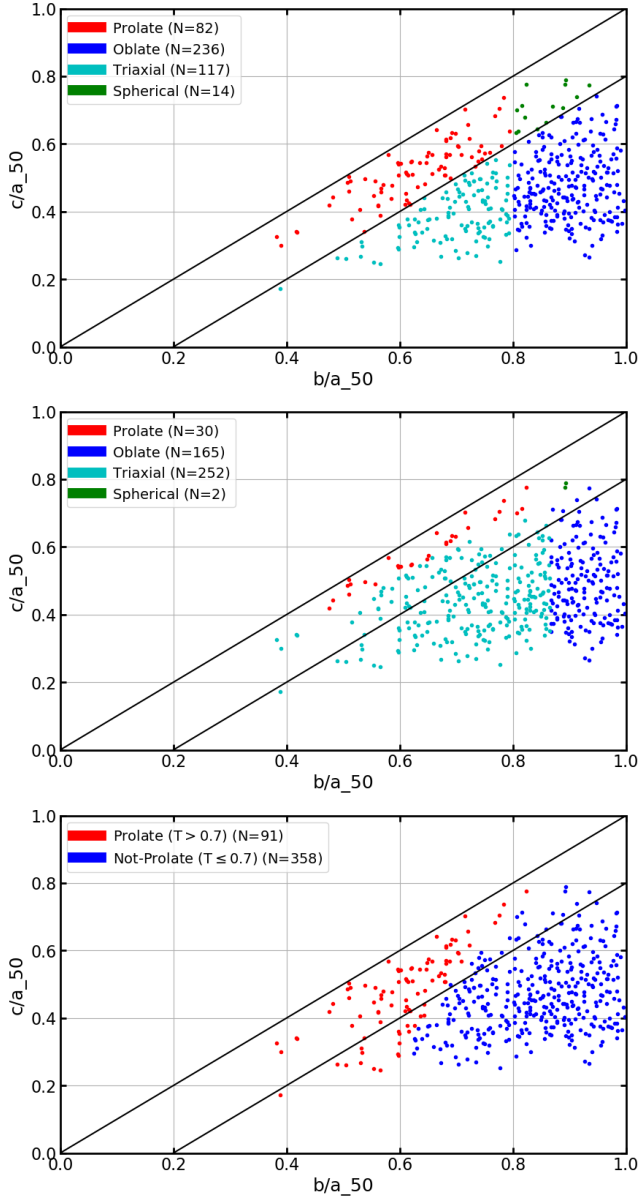 1.0
0.8
0.6
0.4
0.2
0.0
c/a_50
Prolate (N=82)
Oblate (N=236)
Triaxial (N=117)
Spherical (N=14)
0.0 0.2 0.4 0.6 0.8 1.0
b/a_50
1.0
0.8
0.6
0.4
0.2
0.0
c/a_50
Prolate (N=30)
Oblate (N=165)
Triaxial (N=252)
Spherical (N=2)
0.0 0.2 0.4 0.6 0.8 1.0
b/a_50
1.0
0.8
0.6
0.4
0.2
0.0
c/a_50
Prolate (T > 0.7) (N=91)
Not-Prolate (T ≤ 0.7) (N=358)
0.0 0.2 0.4 0.6 0.8 1.0
b/a_50